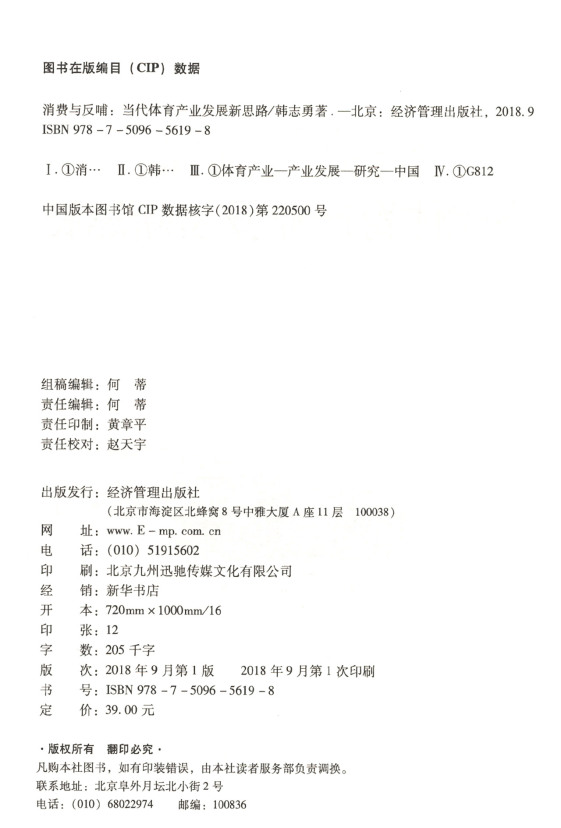 图书在版编目（CIP）数据
消费与反哺：当代体育产业发展新思路/韩志勇著．—北京：经济管理出版社，2018.9
ISBN 978－7－5096－5619－8
Ⅰ.①消… Ⅱ.①韩… Ⅲ.①体育产业—产业发展—研究—中国 Ⅳ.①G812
中国版本图书馆 CIP 数据核字（2018）第 220500 号
组稿编辑：何 蒂
责任编辑：何 蒂
责任印制：黄章平
责任校对：赵天宇
出版发行：经济管理出版社
（北京市海淀区北蜂窝 8 号中雅大厦 A 座 11 层 100038）
网 址：www. E－mp. com. cn
电 话：（010）51915602
印 刷：北京九州迅驰传媒文化有限公司
经 销：新华书店
开 本：720mm×1000mm/16
印 张：12
字 数：205 千字
版 次：2018 年 9 月第 1 版 2018 年 9 月第 1 次印刷
书 号：ISBN 978－7－5096－5619－8
定 价：39.00 元
·版权所有 翻印必究·
凡购本社图书，如有印装错误，由本社读者服务部负责调换。
联系地址：北京阜外月坛北小街 2 号
电话：（010）68022974 邮编：100836